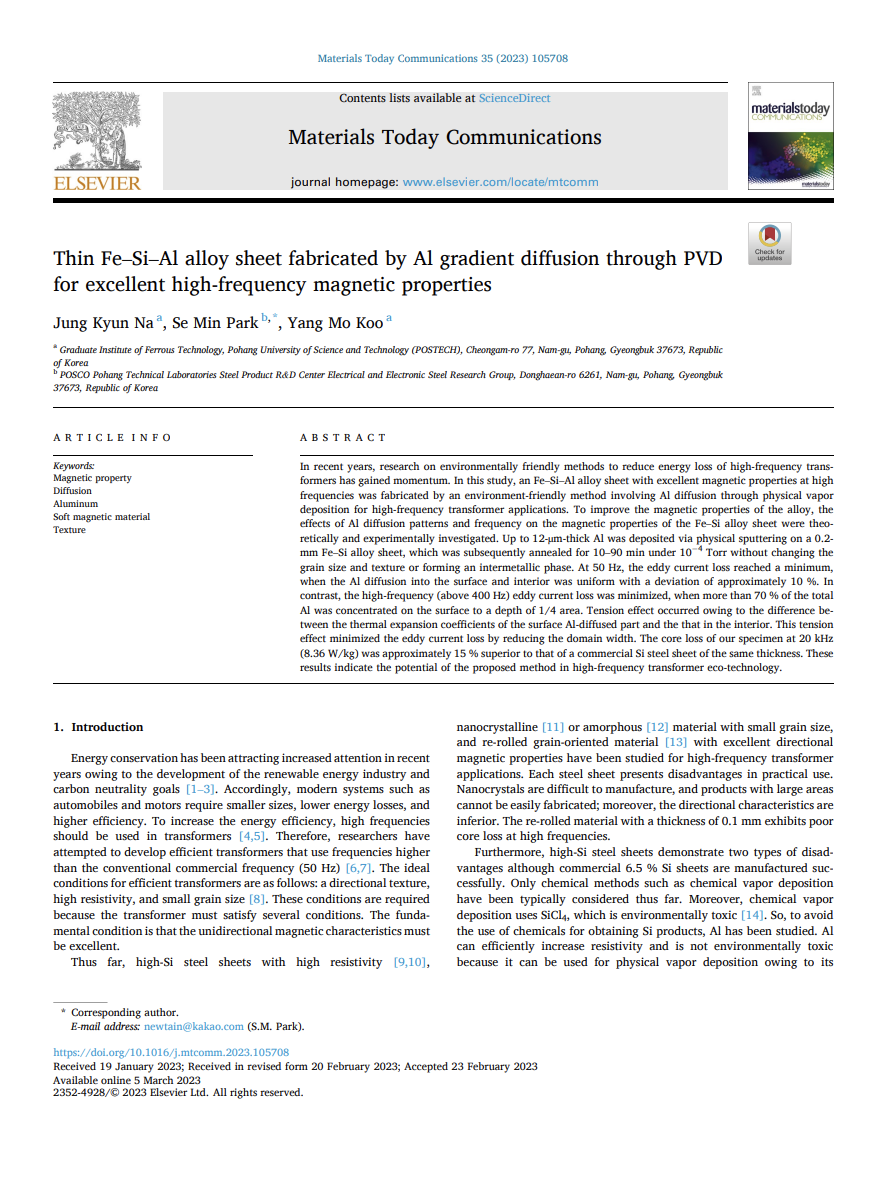 Materials Today Communications 35 (2023) 105708
Contents lists available at ScienceDirect
Materials Today Communications
journal homepage: www.elsevier.com/locate/mtcomm
ELSEVIER
materialstoday
COMMUNICATIONS
materialstoday
Check for
updates
Thin Fe–Si–Al alloy sheet fabricated by Al gradient diffusion through PVD
for excellent high-frequency magnetic properties
Jung Kyun Na a, Se Min Park b,*, Yang Mo Koo a
a Graduate Institute of Ferrous Technology, Pohang University of Science and Technology (POSTECH), Cheongam-ro 77, Nam-gu, Pohang, Gyeongbuk 37673, Republic
of Korea
b POSCO Pohang Technical Laboratories Steel Product R&D Center Electrical and Electronic Steel Research Group, Donghaean-ro 6261, Nam-gu, Pohang, Gyeongbuk
37673, Republic of Korea
ARTICLE INFO
Keywords:
Magnetic property
Diffusion
Aluminum
Soft magnetic material
Texture
ABSTRACT
In recent years, research on environmentally friendly methods to reduce energy loss of high-frequency trans-
formers has gained momentum. In this study, an Fe–Si–Al alloy sheet with excellent magnetic properties at high
frequencies was fabricated by an environment-friendly method involving Al diffusion through physical vapor
deposition for high-frequency transformer applications. To improve the magnetic properties of the alloy, the
effects of Al diffusion patterns and frequency on the magnetic properties of the Fe–Si alloy sheet were theo-
retically and experimentally investigated. Up to 12-μm-thick Al was deposited via physical sputtering on a 0.2-
mm Fe–Si alloy sheet, which was subsequently annealed for 10–90 min under 10−4 Torr without changing the
grain size and texture or forming an intermetallic phase. At 50 Hz, the eddy current loss reached a minimum,
when the Al diffusion into the surface and interior was uniform with a deviation of approximately 10 %. In
contrast, the high-frequency (above 400 Hz) eddy current loss was minimized, when more than 70 % of the total
Al was concentrated on the surface to a depth of 1/4 area. Tension effect occurred owing to the difference be-
tween the thermal expansion coefficients of the surface Al-diffused part and the that in the interior. This tension
effect minimized the eddy current loss by reducing the domain width. The core loss of our specimen at 20 kHz
(8.36 W/kg) was approximately 15 % superior to that of a commercial Si steel sheet of the same thickness. These
results indicate the potential of the proposed method in high-frequency transformer eco-technology.
1. Introduction
Energy conservation has been attracting increased attention in recent
years owing to the development of the renewable energy industry and
carbon neutrality goals [1–3]. Accordingly, modern systems such as
automobiles and motors require smaller sizes, lower energy losses, and
higher efficiency. To increase the energy efficiency, high frequencies
should be used in transformers [4,5]. Therefore, researchers have
attempted to develop efficient transformers that use frequencies higher
than the conventional commercial frequency (50 Hz) [6,7]. The ideal
conditions for efficient transformers are as follows: a directional texture,
high resistivity, and small grain size [8]. These conditions are required
because the transformer must satisfy several conditions. The funda-
mental condition is that the unidirectional magnetic characteristics must
be excellent.
Thus far, high-Si steel sheets with high resistivity [9,10],
nanocrystalline [11] or amorphous [12] material with small grain size,
and re-rolled grain-oriented material [13] with excellent directional
magnetic properties have been studied for high-frequency transformer
applications. Each steel sheet presents disadvantages in practical use.
Nanocrystals are difficult to manufacture, and products with large areas
cannot be easily fabricated; moreover, the directional characteristics are
inferior. The re-rolled material with a thickness of 0.1 mm exhibits poor
core loss at high frequencies.
Furthermore, high-Si steel sheets demonstrate two types of disad-
vantages although commercial 6.5 % Si sheets are manufactured suc-
cessfully. Only chemical methods such as chemical vapor deposition
have been typically considered thus far. Moreover, chemical vapor
deposition uses SiCl4, which is environmentally toxic [14]. So, to avoid
the use of chemicals for obtaining Si products, Al has been studied. Al
can efficiently increase resistivity and is not environmentally toxic
because it can be used for physical vapor deposition owing to its
* Corresponding author.
E-mail address: newtain@kakao.com (S.M. Park).
https://doi.org/10.1016/j.mtcomm.2023.105708
Received 19 January 2023; Received in revised form 20 February 2023; Accepted 23 February 2023
Available online 5 March 2023
2352-4928/© 2023 Elsevier Ltd. All rights reserved.